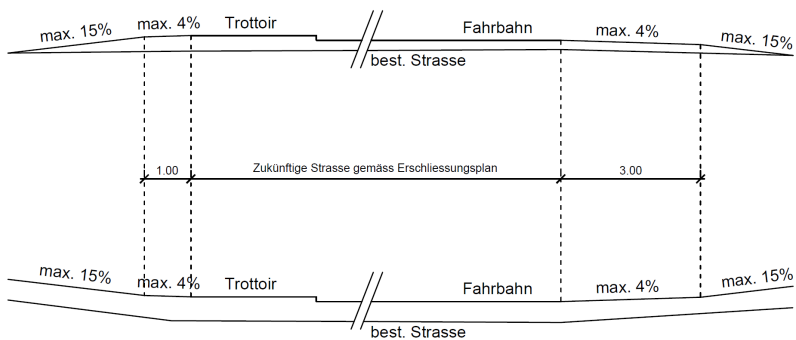 max. 15% max. 4% Trottoir Fahrbahn max. 4% max. 15%
best. Strasse
1.00 Zukünftige Strasse gemäss Erschliessungsplan 3.00
max. 15% max. 4% Trottoir Fahrbahn max. 4% max. 15%
best. Strasse